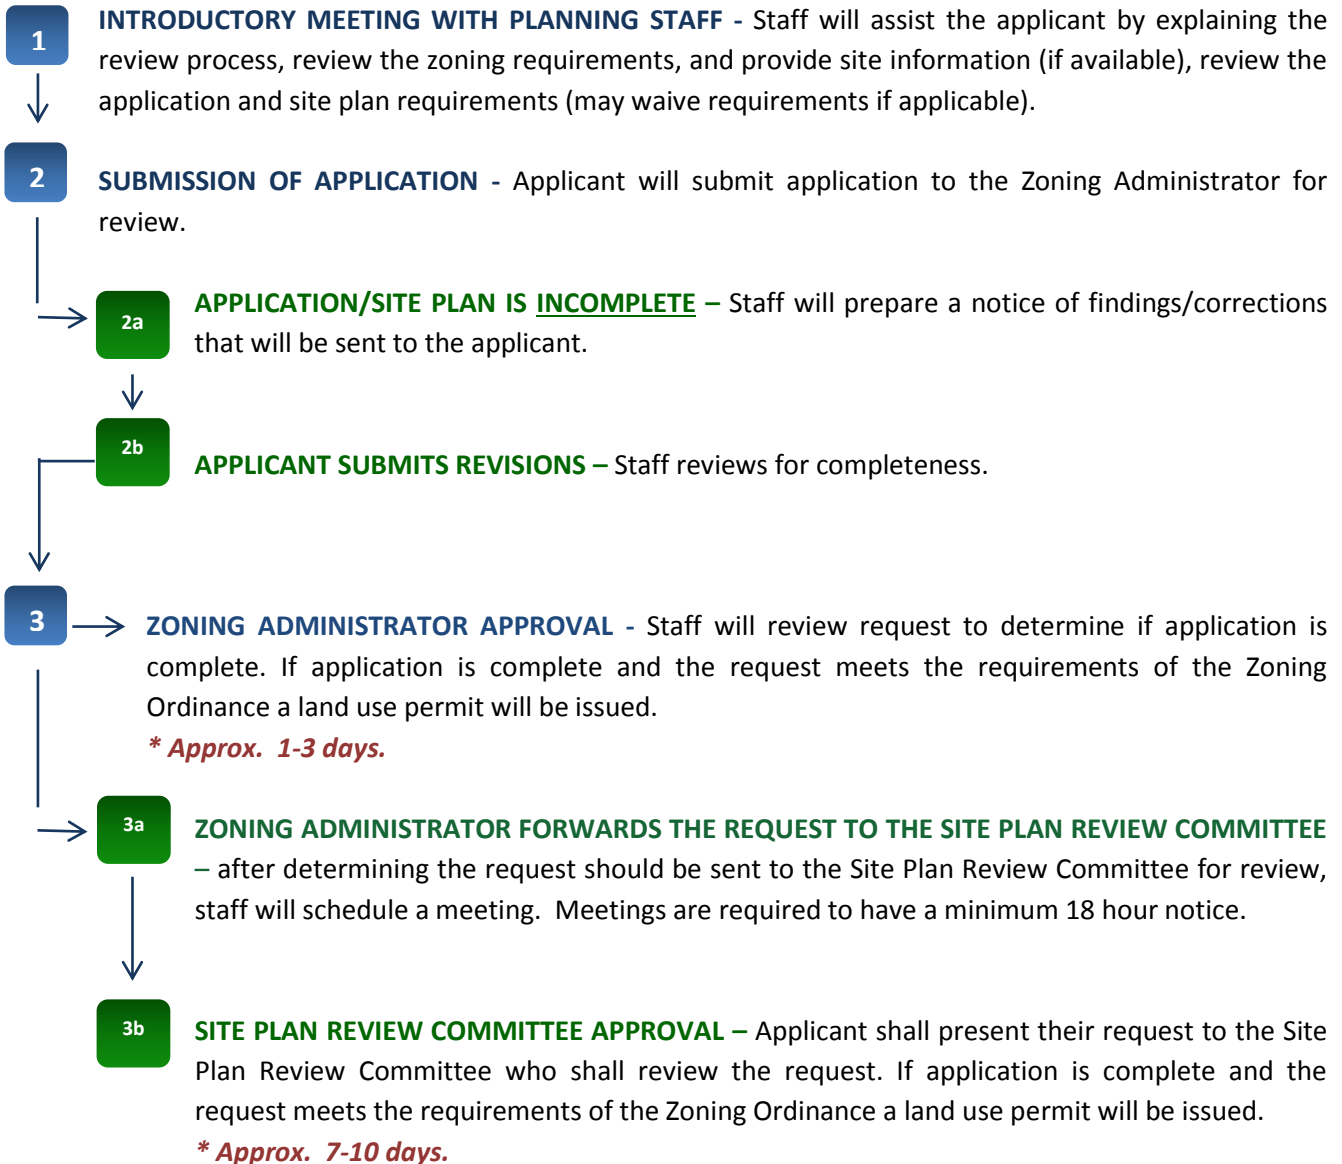 1
INTRODUCTORY MEETING WITH PLANNING STAFF - Staff will assist the applicant by explaining the
review process, review the zoning requirements, and provide site information (if available), review the
application and site plan requirements (may waive requirements if applicable).
2
SUBMISSION OF APPLICATION - Applicant will submit application to the Zoning Administrator for
review.
2a
APPLICATION/SITE PLAN IS INCOMPLETE – Staff will prepare a notice of findings/corrections
that will be sent to the applicant.
2b
APPLICANT SUBMITS REVISIONS – Staff reviews for completeness.
3
ZONING ADMINISTRATOR APPROVAL - Staff will review request to determine if application is
complete. If application is complete and the request meets the requirements of the Zoning
Ordinance a land use permit will be issued.
* Approx. 1-3 days.
3a
ZONING ADMINISTRATOR FORWARDS THE REQUEST TO THE SITE PLAN REVIEW COMMITTEE
– after determining the request should be sent to the Site Plan Review Committee for review,
staff will schedule a meeting. Meetings are required to have a minimum 18 hour notice.
3b
SITE PLAN REVIEW COMMITTEE APPROVAL – Applicant shall present their request to the Site
Plan Review Committee who shall review the request. If application is complete and the
request meets the requirements of the Zoning Ordinance a land use permit will be issued.
* Approx. 7-10 days.